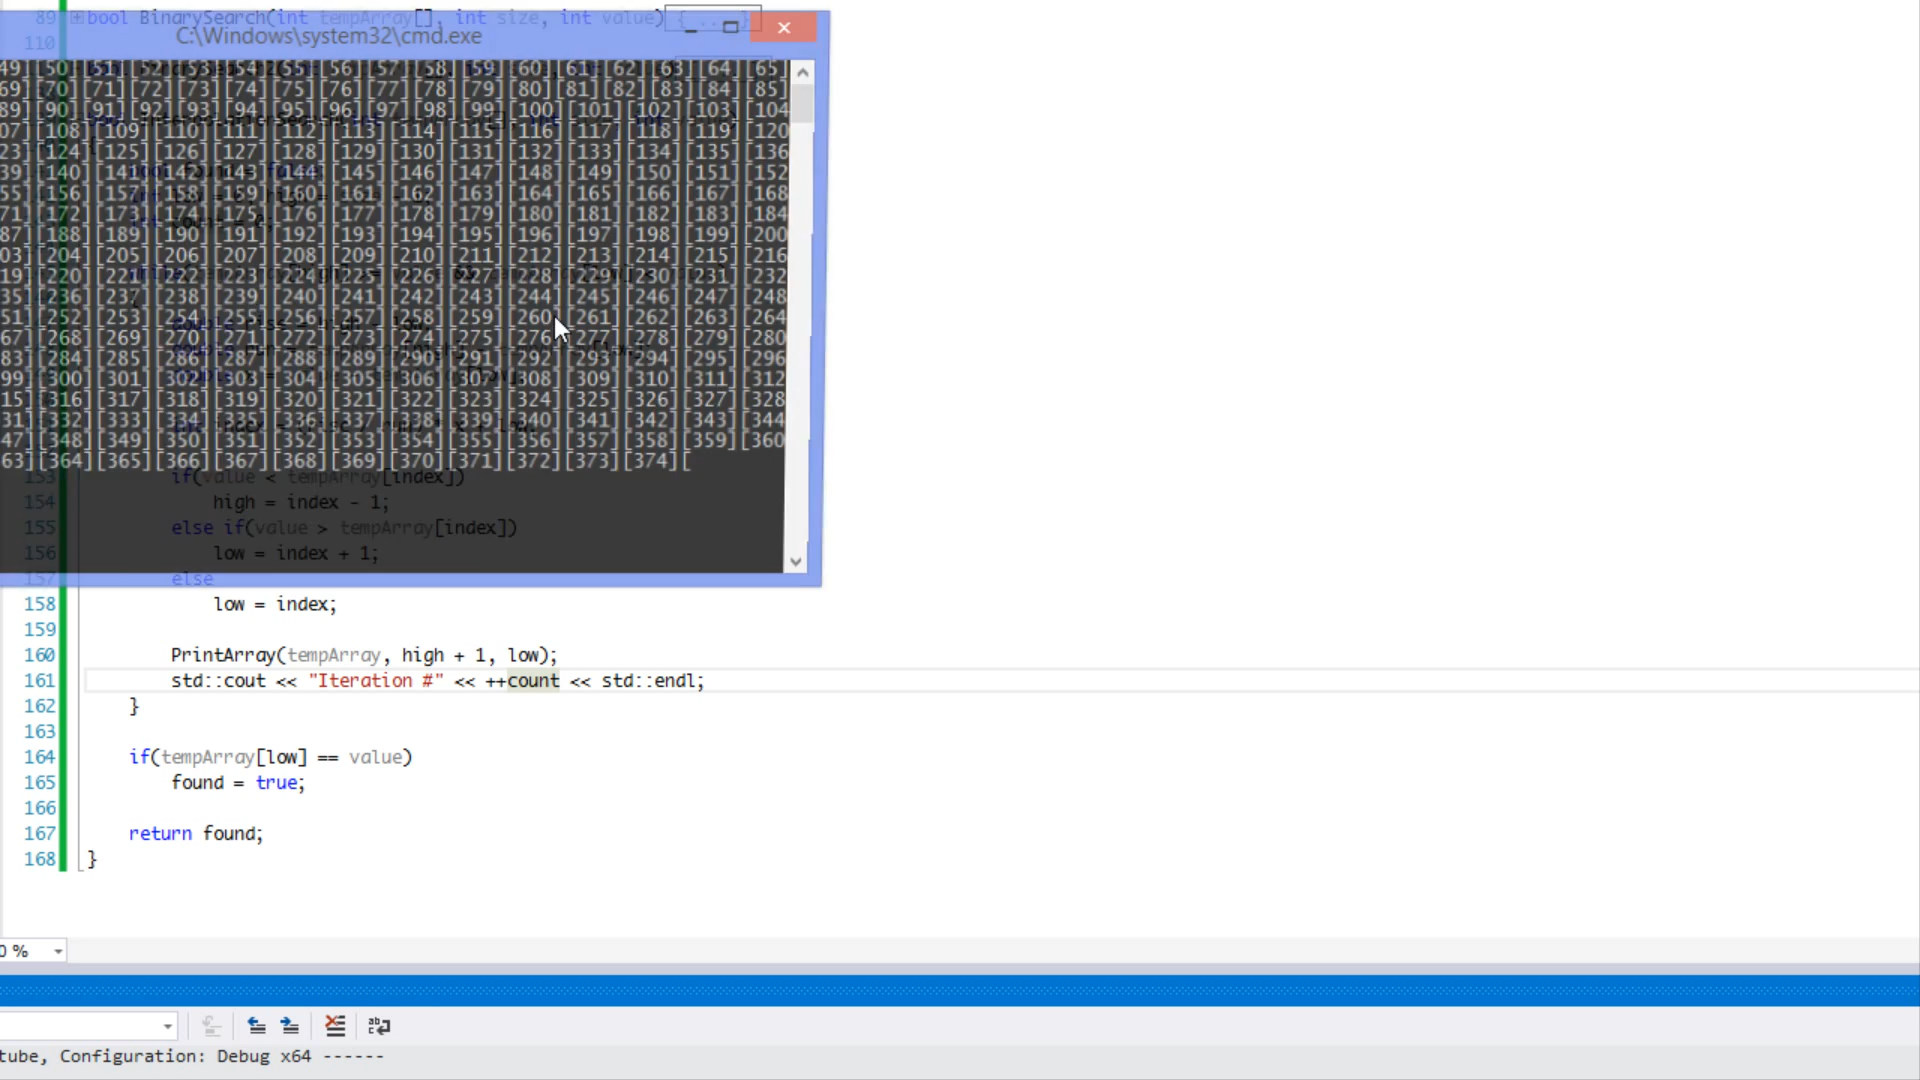 89 bool BinarySearch(int tempArray[], int size, int value) { ... }
110
C:\Windows\system32\cmd.exe
49][50][51][52][53][54][55][56][57][58][59][60][61][62][63][64][65]
69][70][71][72][73][74][75][76][77][78][79][80][81][82][83][84][85]
89][90][91][92][93][94][95][96][97][98][99][100][101][102][103][104
07][108][109][110][111][112][113][114][115][116][117][118][119][120
23][124][125][126][127][128][129][130][131][132][133][134][135][136
39][140][141][142][143][144][145][146][147][148][149][150][151][152
55][156][157][158][159][160][161][162][163][164][165][166][167][168
71][172][173][174][175][176][177][178][179][180][181][182][183][184
87][188][189][190][191][192][193][194][195][196][197][198][199][200
03][204][205][206][207][208][209][210][211][212][213][214][215][216
19][220][221][222][223][224][225][226][227][228][229][230][231][232
35][236][237][238][239][240][241][242][243][244][245][246][247][248
51][252][253][254][255][256][257][258][259][260][261][262][263][264
67][268][269][270][271][272][273][274][275][276][277][278][279][280
83][284][285][286][287][288][289][290][291][292][293][294][295][296
99][300][301][302][303][304][305][306][307][308][309][310][311][312
15][316][317][318][319][320][321][322][323][324][325][326][327][328
31][332][333][334][335][336][337][338][339][340][341][342][343][344
47][348][349][350][351][352][353][354][355][356][357][358][359][360
63][364][365][366][367][368][369][370][371][372][373][374][
153 if(value < tempArray[index])
154 high = index - 1;
155 else if(value > tempArray[index])
156 low = index + 1;
157 else
158 low = index;
159
160 PrintArray(tempArray, high + 1, low);
161 std::cout << "Iteration #" << ++count << std::endl;
162 }
163
164 if(tempArray[low] == value)
165 found = true;
166
167 return found;
168 }
0 %
tube, Configuration: Debug x64 ------